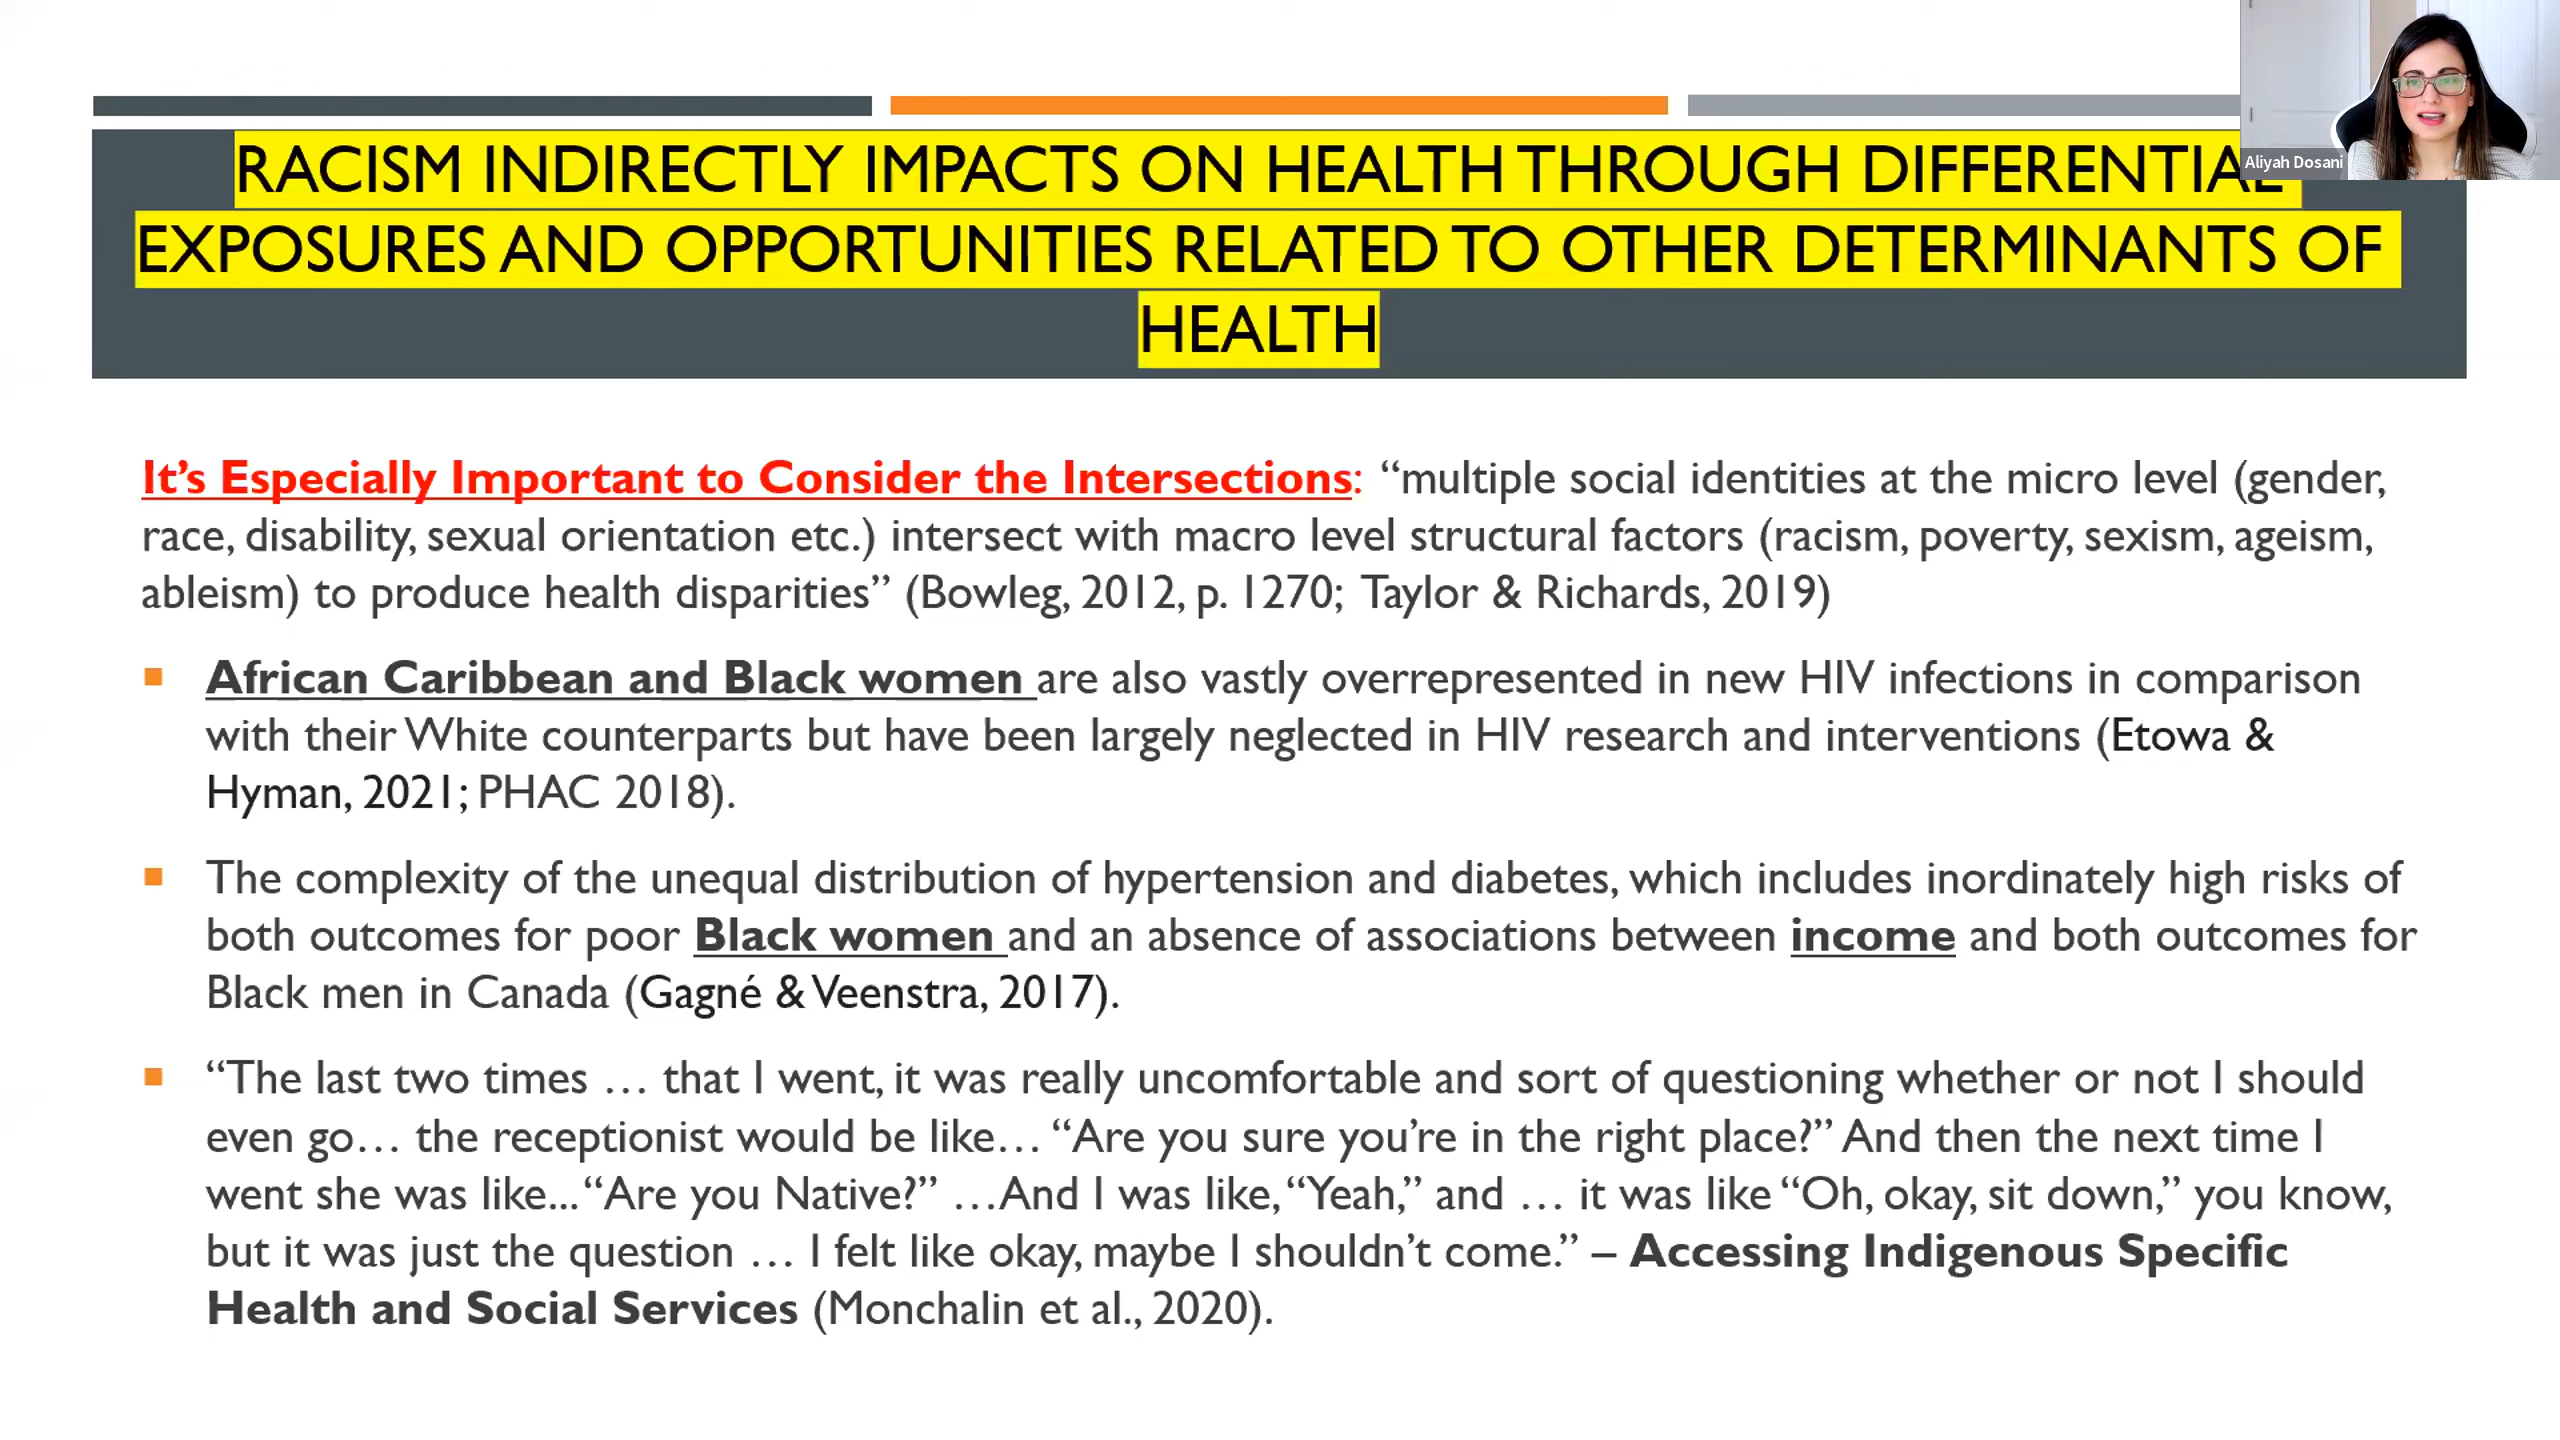 RACISM INDIRECTLY IMPACTS ON HEALTH THROUGH DIFFERENTIAL
EXPOSURES AND OPPORTUNITIES RELATED TO OTHER DETERMINANTS OF
HEALTH
Aliyah Dosani
It’s Especially Important to Consider the Intersections: “multiple social identities at the micro level (gender,
race, disability, sexual orientation etc.) intersect with macro level structural factors (racism, poverty, sexism, ageism,
ableism) to produce health disparities” (Bowleg, 2012, p. 1270; Taylor & Richards, 2019)
▪ African Caribbean and Black women are also vastly overrepresented in new HIV infections in comparison
with their White counterparts but have been largely neglected in HIV research and interventions (Etowa &
Hyman, 2021; PHAC 2018).
▪ The complexity of the unequal distribution of hypertension and diabetes, which includes inordinately high risks of
both outcomes for poor Black women and an absence of associations between income and both outcomes for
Black men in Canada (Gagné & Veenstra, 2017).
▪ “The last two times … that I went, it was really uncomfortable and sort of questioning whether or not I should
even go… the receptionist would be like… “Are you sure you’re in the right place?” And then the next time I
went she was like... “Are you Native?” …And I was like, “Yeah,” and … it was like “Oh, okay, sit down,” you know,
but it was just the question … I felt like okay, maybe I shouldn’t come.” – Accessing Indigenous Specific
Health and Social Services (Monchalin et al., 2020).